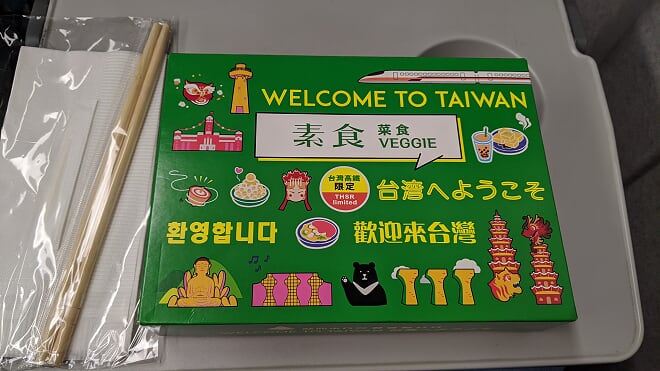 WELCOME TO TAIWAN
素食 菜食
VEGGIE
台灣高鐵
限定
THSR
limited
台湾へようこそ
환영합니다
歡迎來台灣